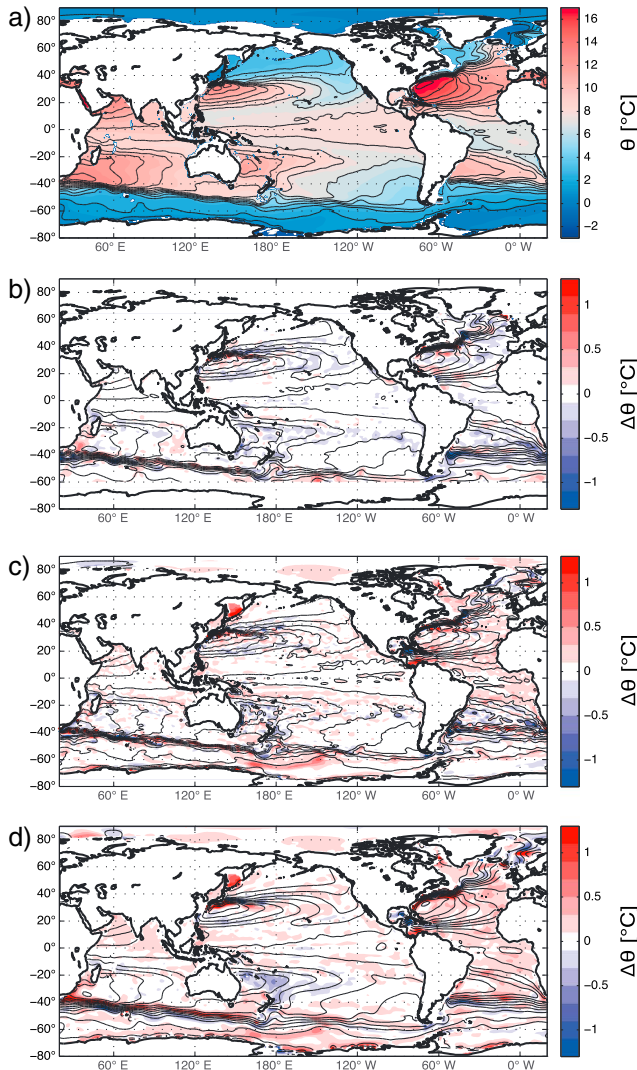 a)
80°
60°
40°
20°
0°
−20°
−40°
−60°
−80°
60° E
120° E
180° W
120° W
60° W
0° W
16
14
12
10
8
6
4
2
0
−2
θ [°C]
b)
80°
60°
40°
20°
0°
−20°
−40°
−60°
−80°
60° E
120° E
180° W
120° W
60° W
0° W
1
0.5
0
−0.5
−1
Δθ [°C]
c)
80°
60°
40°
20°
0°
−20°
−40°
−60°
−80°
60° E
120° E
180° W
120° W
60° W
0° W
1
0.5
0
−0.5
−1
Δθ [°C]
d)
80°
60°
40°
20°
0°
−20°
−40°
−60°
−80°
60° E
120° E
180° W
120° W
60° W
0° W
1
0.5
0
−0.5
−1
Δθ [°C]